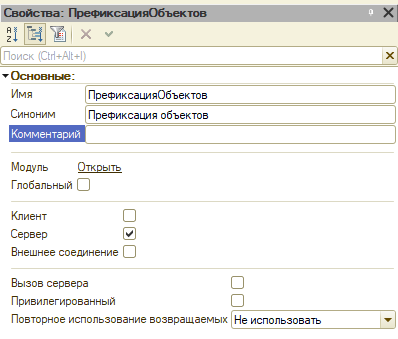 Свойства: ПрефиксацияОбъектов
Поиск (Ctrl+Alt+I)
Основные:
Имя ПрефиксацияОбъектов
Синоним Префиксация объектов
Комментарий
Модуль Открыть
Глобальный
Клиент
Сервер
Внешнее соединение
Вызов сервера
Привилегированный
Повторное использование возвращаемых Не использовать